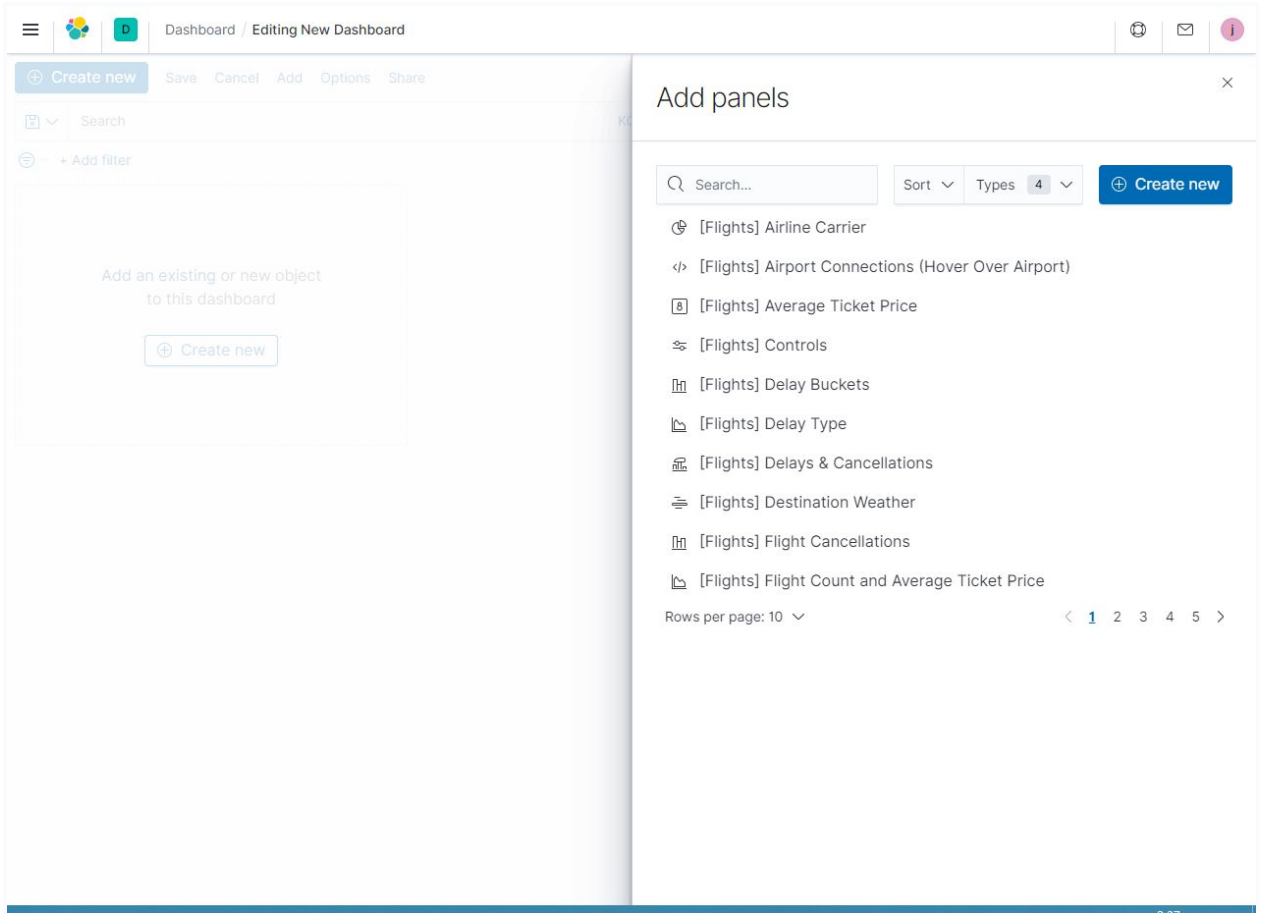 D
Dashboard / Editing New Dashboard
j
Create new Save Cancel Add Options Share
Search
+ Add filter
Add an existing or new object
to this dashboard
Create new
Add panels
Search...
Sort
Types 4
Create new
[Flights] Airline Carrier
[Flights] Airport Connections (Hover Over Airport)
8
[Flights] Average Ticket Price
[Flights] Controls
[Flights] Delay Buckets
[Flights] Delay Type
[Flights] Delays & Cancellations
[Flights] Destination Weather
[Flights] Flight Cancellations
[Flights] Flight Count and Average Ticket Price
Rows per page: 10
1 2 3 4 5